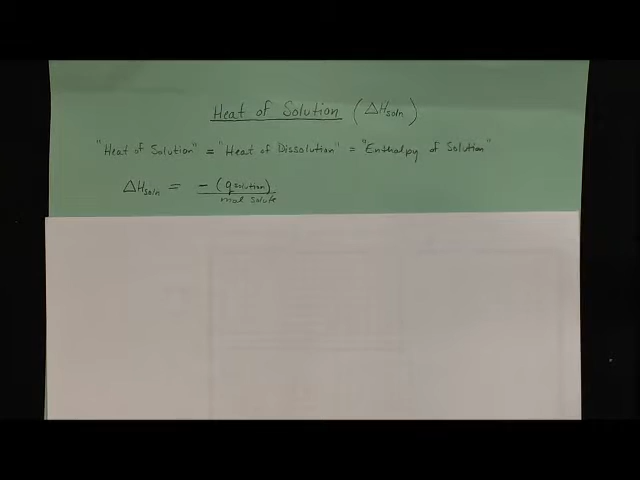 Heat of Solution (ΔHsoln)
"Heat of Solution" = "Heat of Dissolution" = "Enthalpy of Solution"
ΔHsoln = - (qsolution)
mol solute